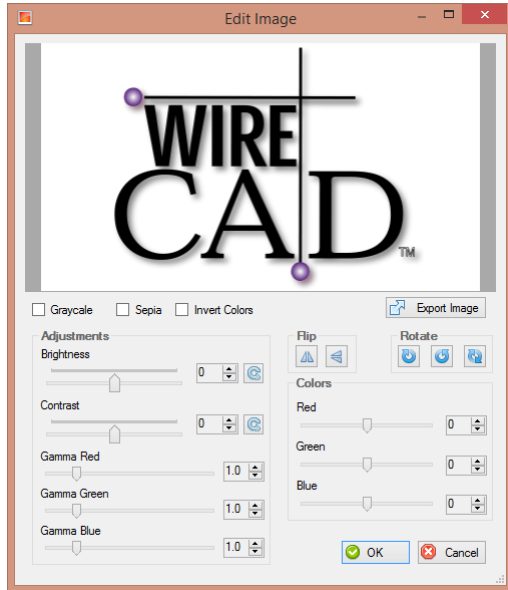 Edit Image
WIRE
CAD
TM
Graycale
Sepia
Invert Colors
Export Image
Adjustments
Brightness
0
Contrast
0
Gamma Red
1.0
Gamma Green
1.0
Gamma Blue
1.0
Flip
Rotate
Colors
Red
0
Green
0
Blue
0
OK
Cancel